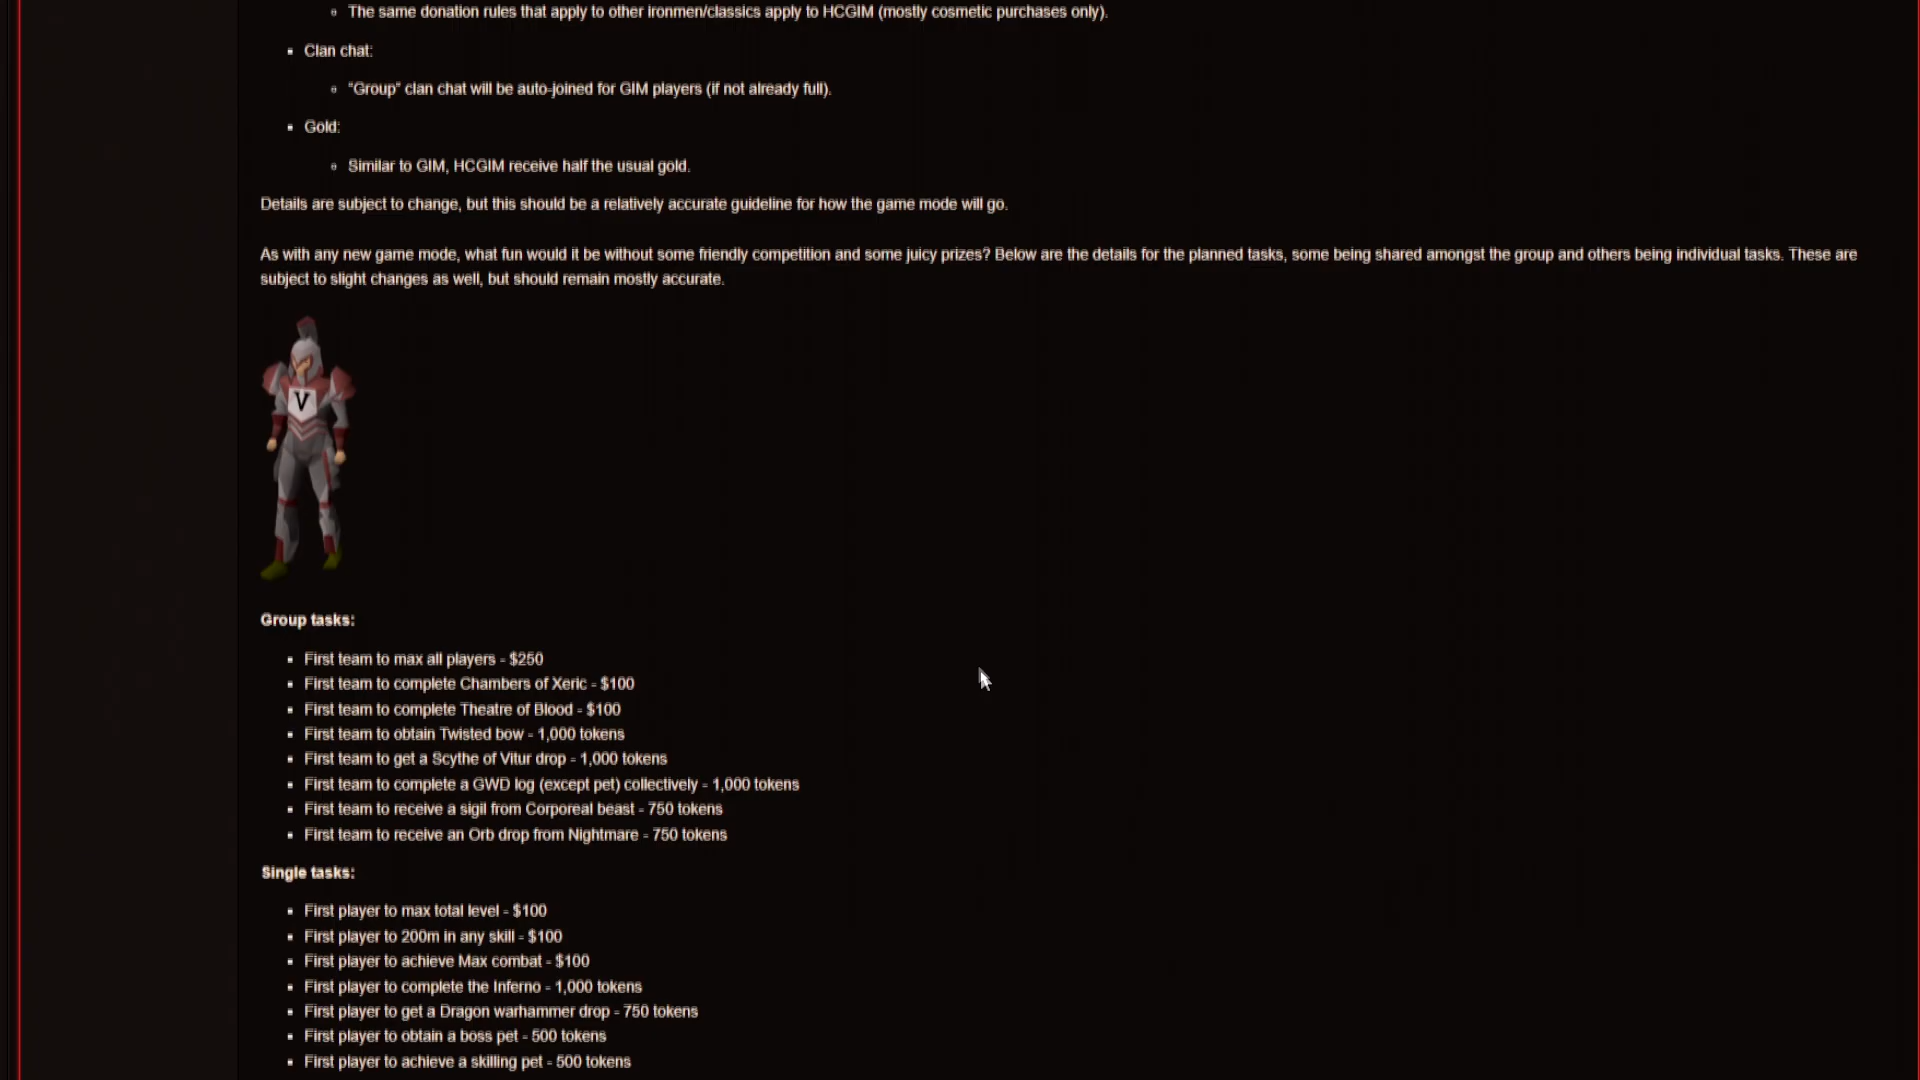 The same donation rules that apply to other ironmen/classics apply to HCGIM (mostly cosmetic purchases only).
Clan chat:
"Group" clan chat will be auto-joined for GIM players (if not already full).
Gold:
Similar to GIM, HCGIM receive half the usual gold.
Details are subject to change, but this should be a relatively accurate guideline for how the game mode will go.
As with any new game mode, what fun would it be without some friendly competition and some juicy prizes? Below are the details for the planned tasks, some being shared amongst the group and others being individual tasks. These are
subject to slight changes as well, but should remain mostly accurate.
V
Group tasks:
First team to max all players - $250
First team to complete Chambers of Xeric - $100
First team to complete Theatre of Blood - $100
First team to obtain Twisted bow - 1,000 tokens
First team to get a Scythe of Vitur drop - 1,000 tokens
First team to complete a GWD log (except pet) collectively - 1,000 tokens
First team to receive a sigil from Corporeal beast - 750 tokens
First team to receive an Orb drop from Nightmare - 750 tokens
Single tasks:
First player to max total level - $100
First player to 200m in any skill - $100
First player to achieve Max combat - $100
First player to complete the Inferno - 1,000 tokens
First player to get a Dragon warhammer drop - 750 tokens
First player to obtain a boss pet - 500 tokens
First player to achieve a skilling pet - 500 tokens